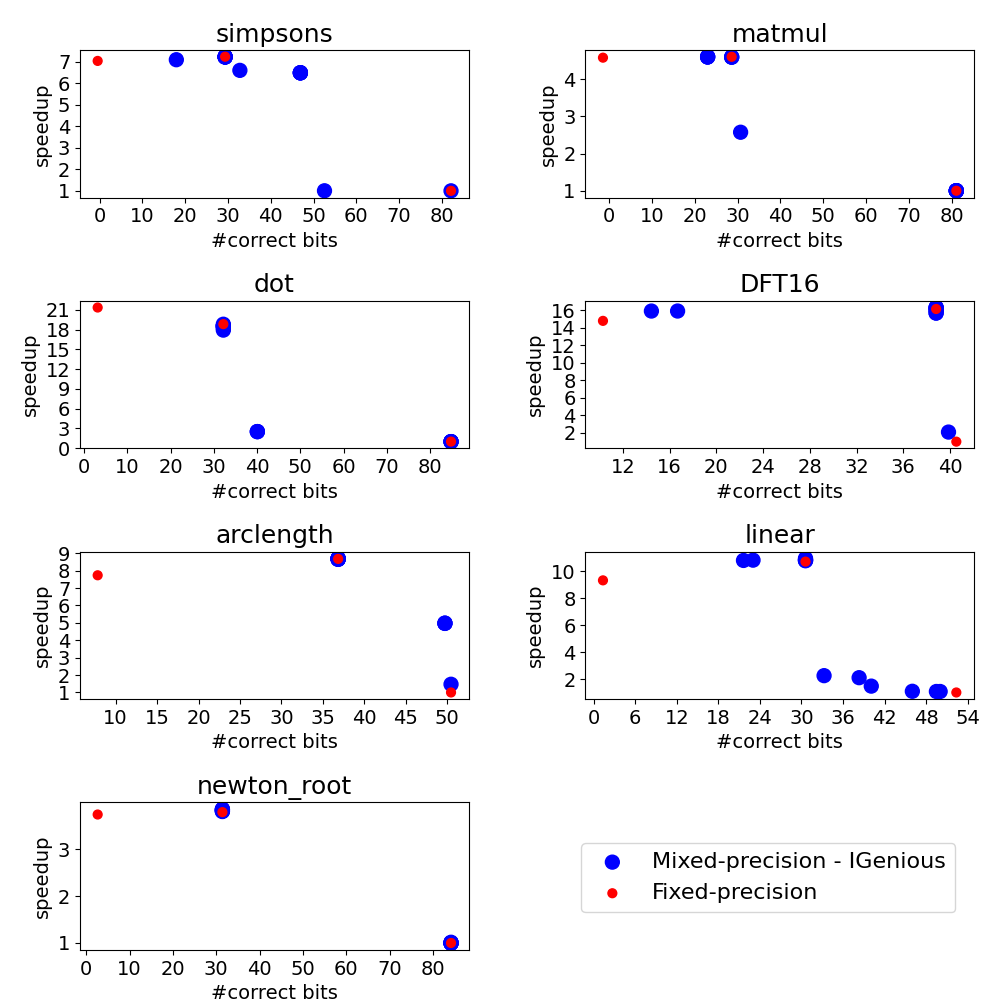 simpsons
7
6
5
4
3
2
1
speedup
0 10 20 30 40 50 60 70 80
#correct bits
matmul
4
3
2
1
speedup
0 10 20 30 40 50 60 70 80
#correct bits
dot
21
18
15
12
9
6
3
0
speedup
0 10 20 30 40 50 60 70 80
#correct bits
DFT16
16
14
12
10
8
6
4
2
speedup
12 16 20 24 28 32 36 40
#correct bits
arclength
9
8
7
6
5
4
3
2
1
speedup
10 15 20 25 30 35 40 45 50
#correct bits
linear
10
8
6
4
2
speedup
0 6 12 18 24 30 36 42 48 54
#correct bits
newton_root
3
2
1
speedup
0 10 20 30 40 50 60 70 80
#correct bits
Mixed-precision - IGenious
Fixed-precision